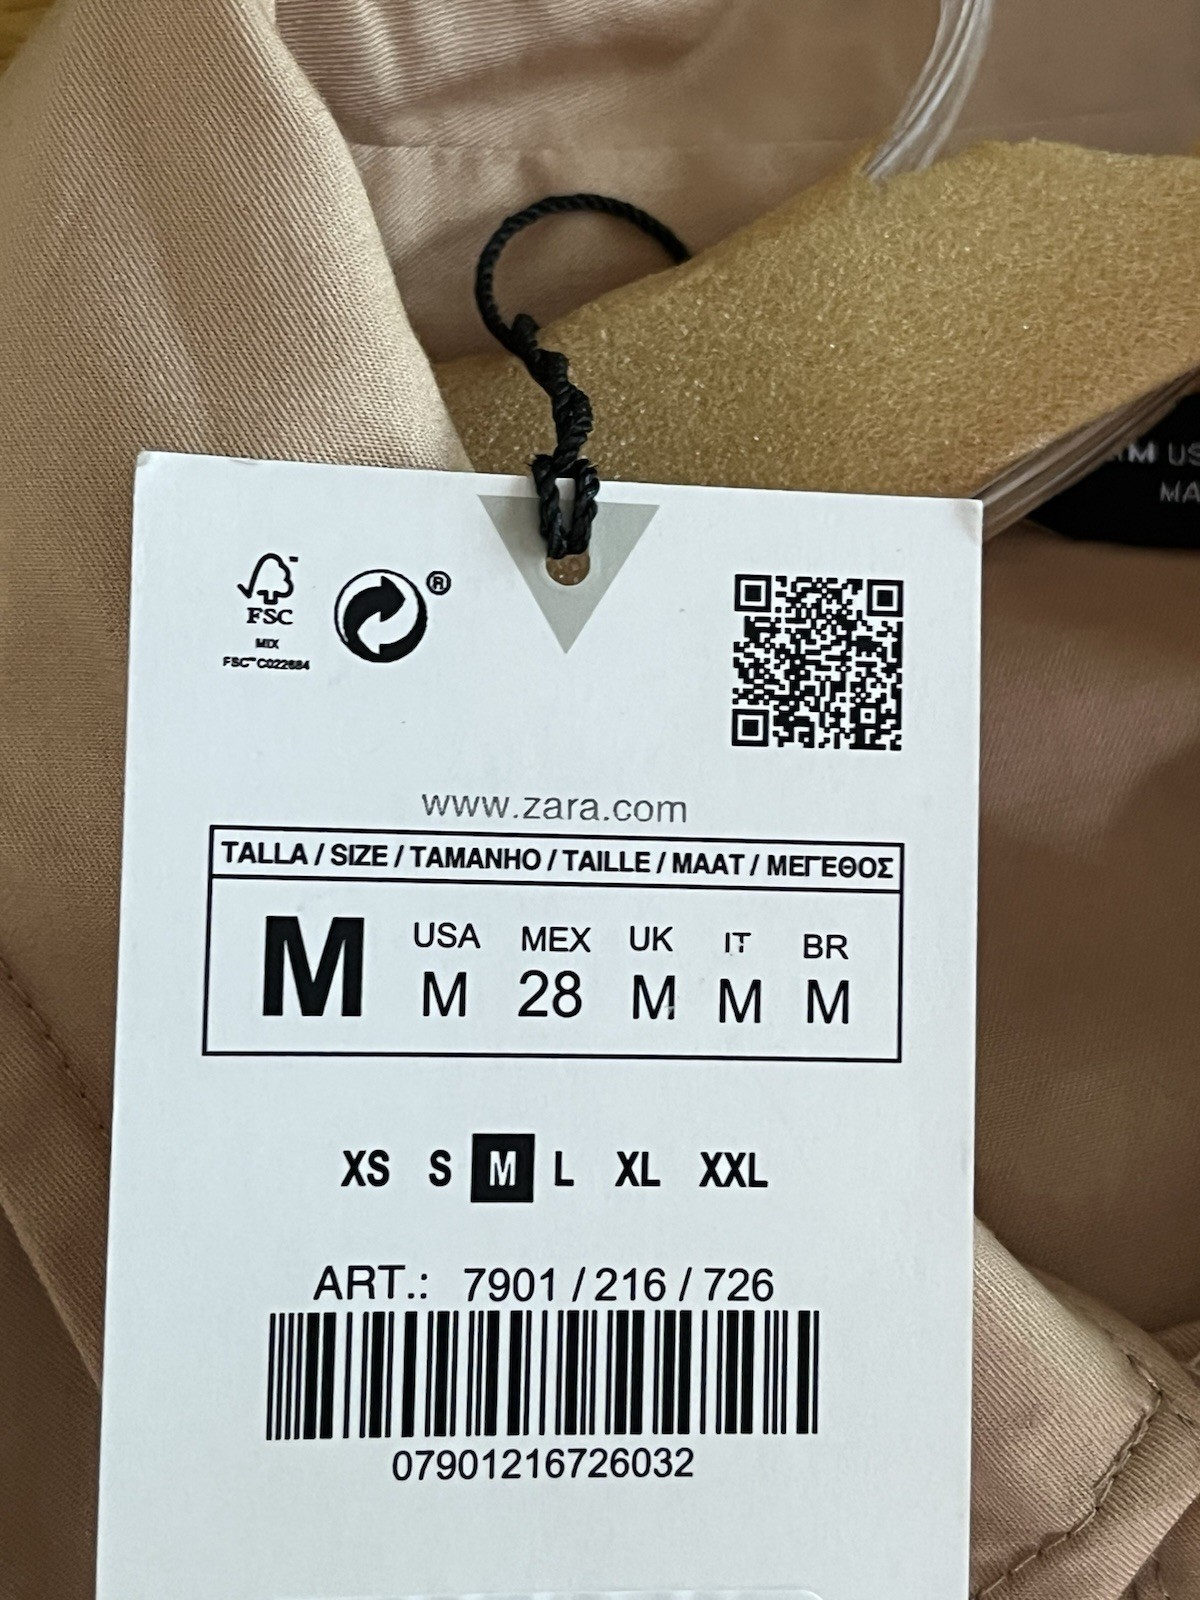 FSC
MIX
FSC™ C022684
®
www.zara.com
TALLA / SIZE / TAMANHO / TAILLE / MAAT / ΜΕΓΕΘΟΣ
M
USA MEX UK IT BR
M 28 M M M
XS S M L XL XXL
ART.: 7901 / 216 / 726
07901216726032